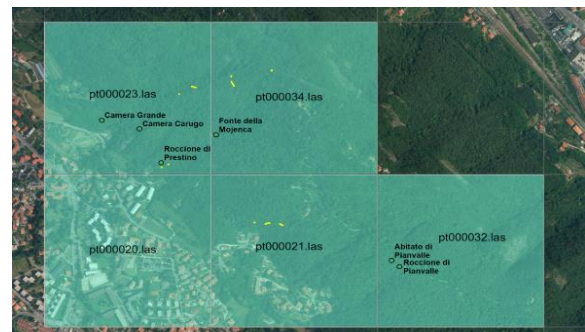 pt000023.las
pt000034.las
Camera Grande
Camera Carugo
Fonte della
Mojenca
Roccione di
Prestino
pt000020.las
pt000021.las
pt000032.las
Abitato di
Pianvalle
Roccione di
Pianvalle